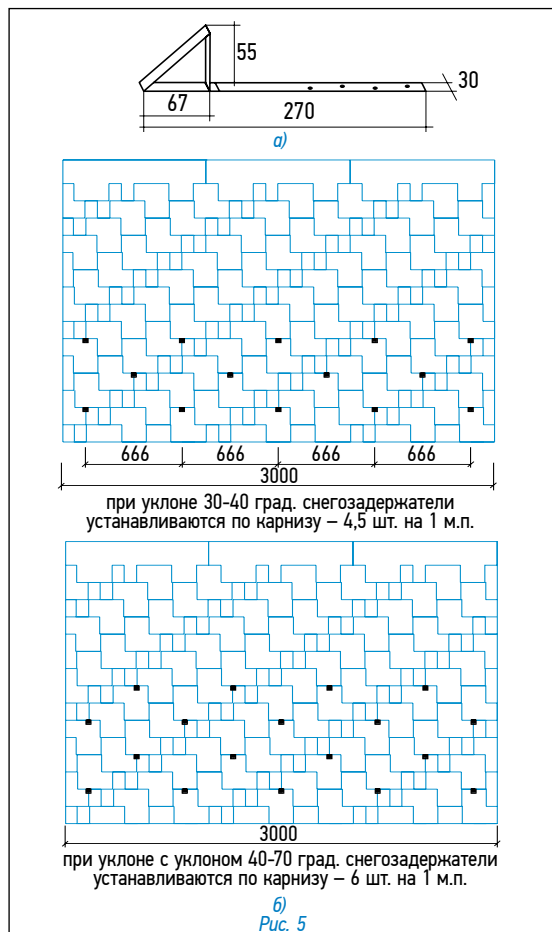 55
30
67
270
а)
666 666 666 666
3000
при уклоне 30-40 град. снегозадержатели
устанавливаются по карнизу – 4,5 шт. на 1 м.п.
3000
при уклоне с уклоном 40-70 град. снегозадержатели
устанавливаются по карнизу – 6 шт. на 1 м.п.
б)
Рис. 5